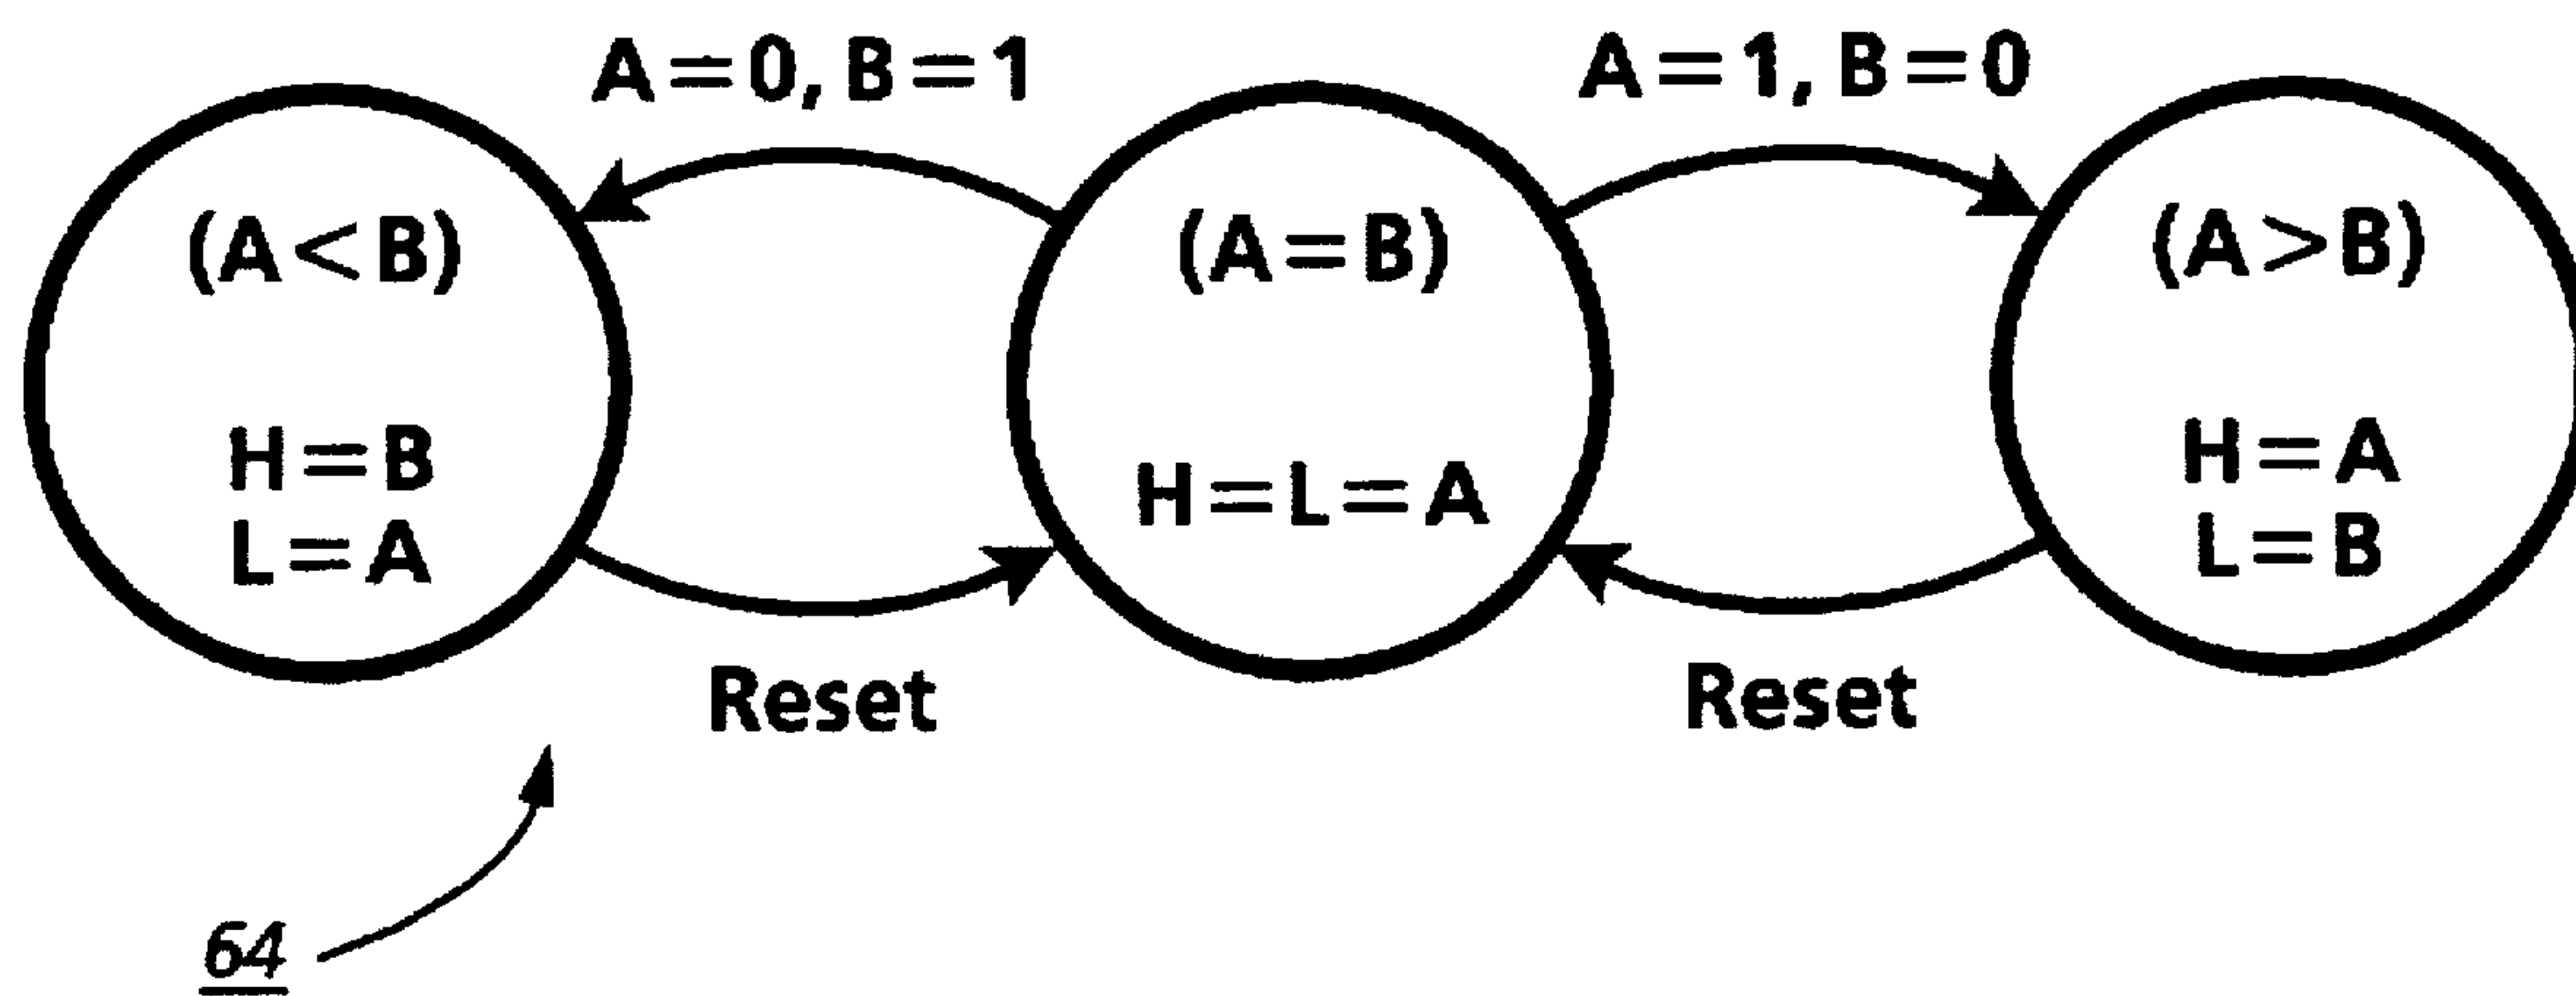 A=0, B=1
A=1, B=0
(A<B)
H=B
L=A
(A=B)
H=L=A
(A>B)
H=A
L=B
Reset
Reset
64